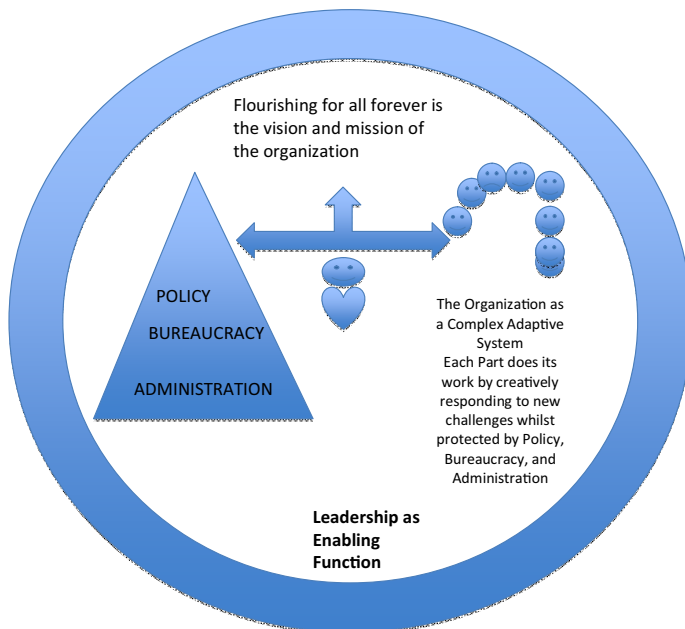 Flourishing for all forever is
the vision and mission of
the organization
POLICY
BUREAUCRACY
ADMINISTRATION
The Organization as
a Complex Adaptive
System
Each Part does its
work by creatively
responding to new
challenges whilst
protected by Policy,
Bureaucracy, and
Administration
Leadership as
Enabling
Function